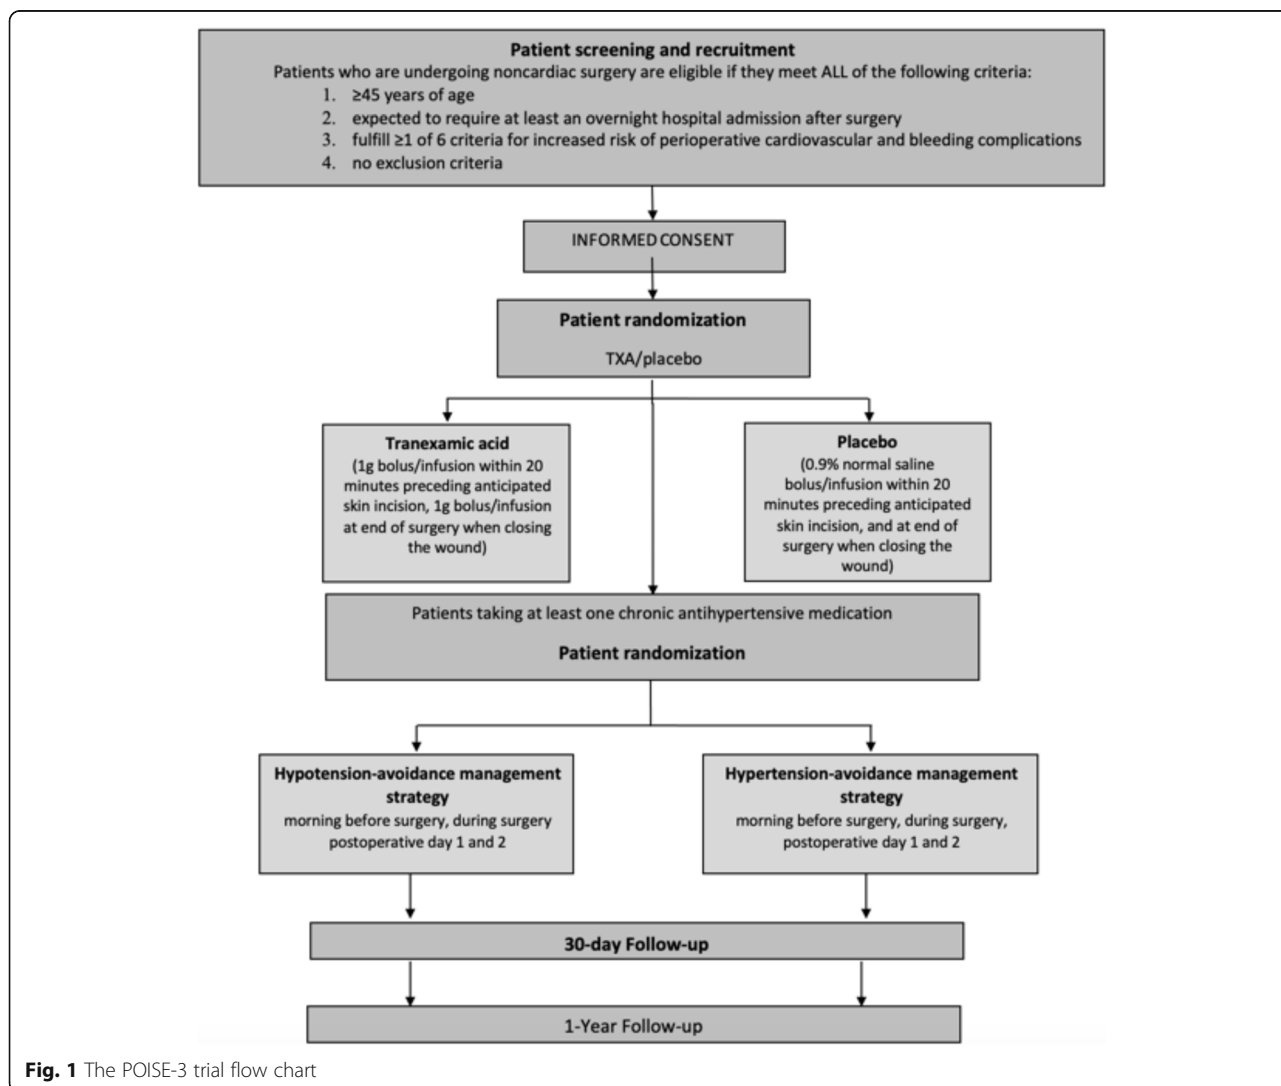 Patient screening and recruitment
Patients who are undergoing noncardiac surgery are eligible if they meet ALL of the following criteria:
1. ≥45 years of age
2. expected to require at least an overnight hospital admission after surgery
3. fulfill ≥1 of 6 criteria for increased risk of perioperative cardiovascular and bleeding complications
4. no exclusion criteria
INFORMED CONSENT
Patient randomization
TXA/placebo
Tranexamic acid
(1g bolus/infusion within 20
minutes preceding anticipated
skin incision, 1g bolus/infusion
at end of surgery when closing
the wound)
Placebo
(0.9% normal saline
bolus/infusion within 20
minutes preceding anticipated
skin incision, and at end of
surgery when closing the
wound)
Patients taking at least one chronic antihypertensive medication
Patient randomization
Hypotension-avoidance management
strategy
morning before surgery, during surgery
postoperative day 1 and 2
Hypertension-avoidance management
strategy
morning before surgery, during surgery,
postoperative day 1 and 2
30-day Follow-up
1-Year Follow-up
Fig. 1 The POISE-3 trial flow chart